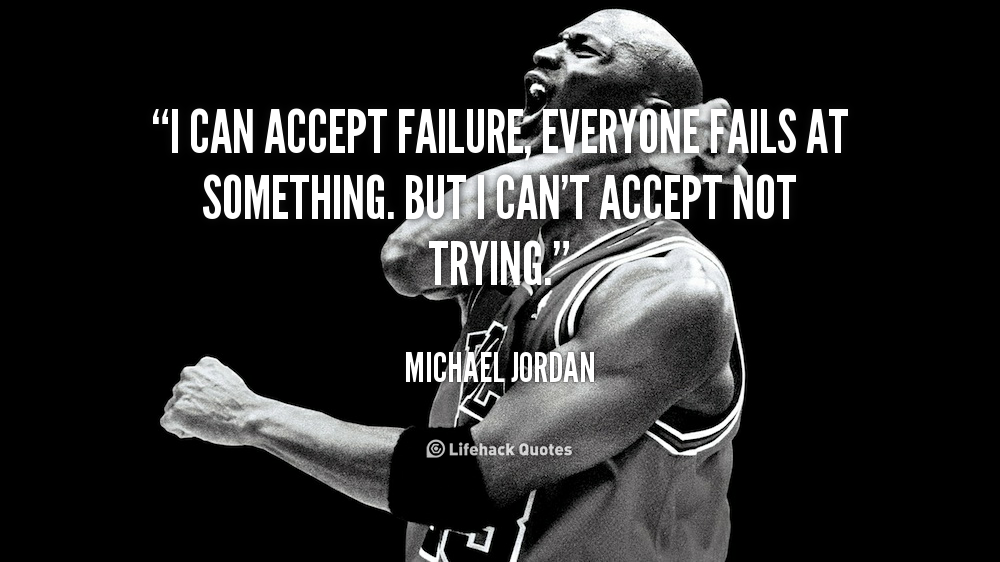 “I CAN ACCEPT FAILURE, EVERYONE FAILS AT
SOMETHING. BUT I CAN’T ACCEPT NOT
TRYING.”
MICHAEL JORDAN
Lifehack Quotes